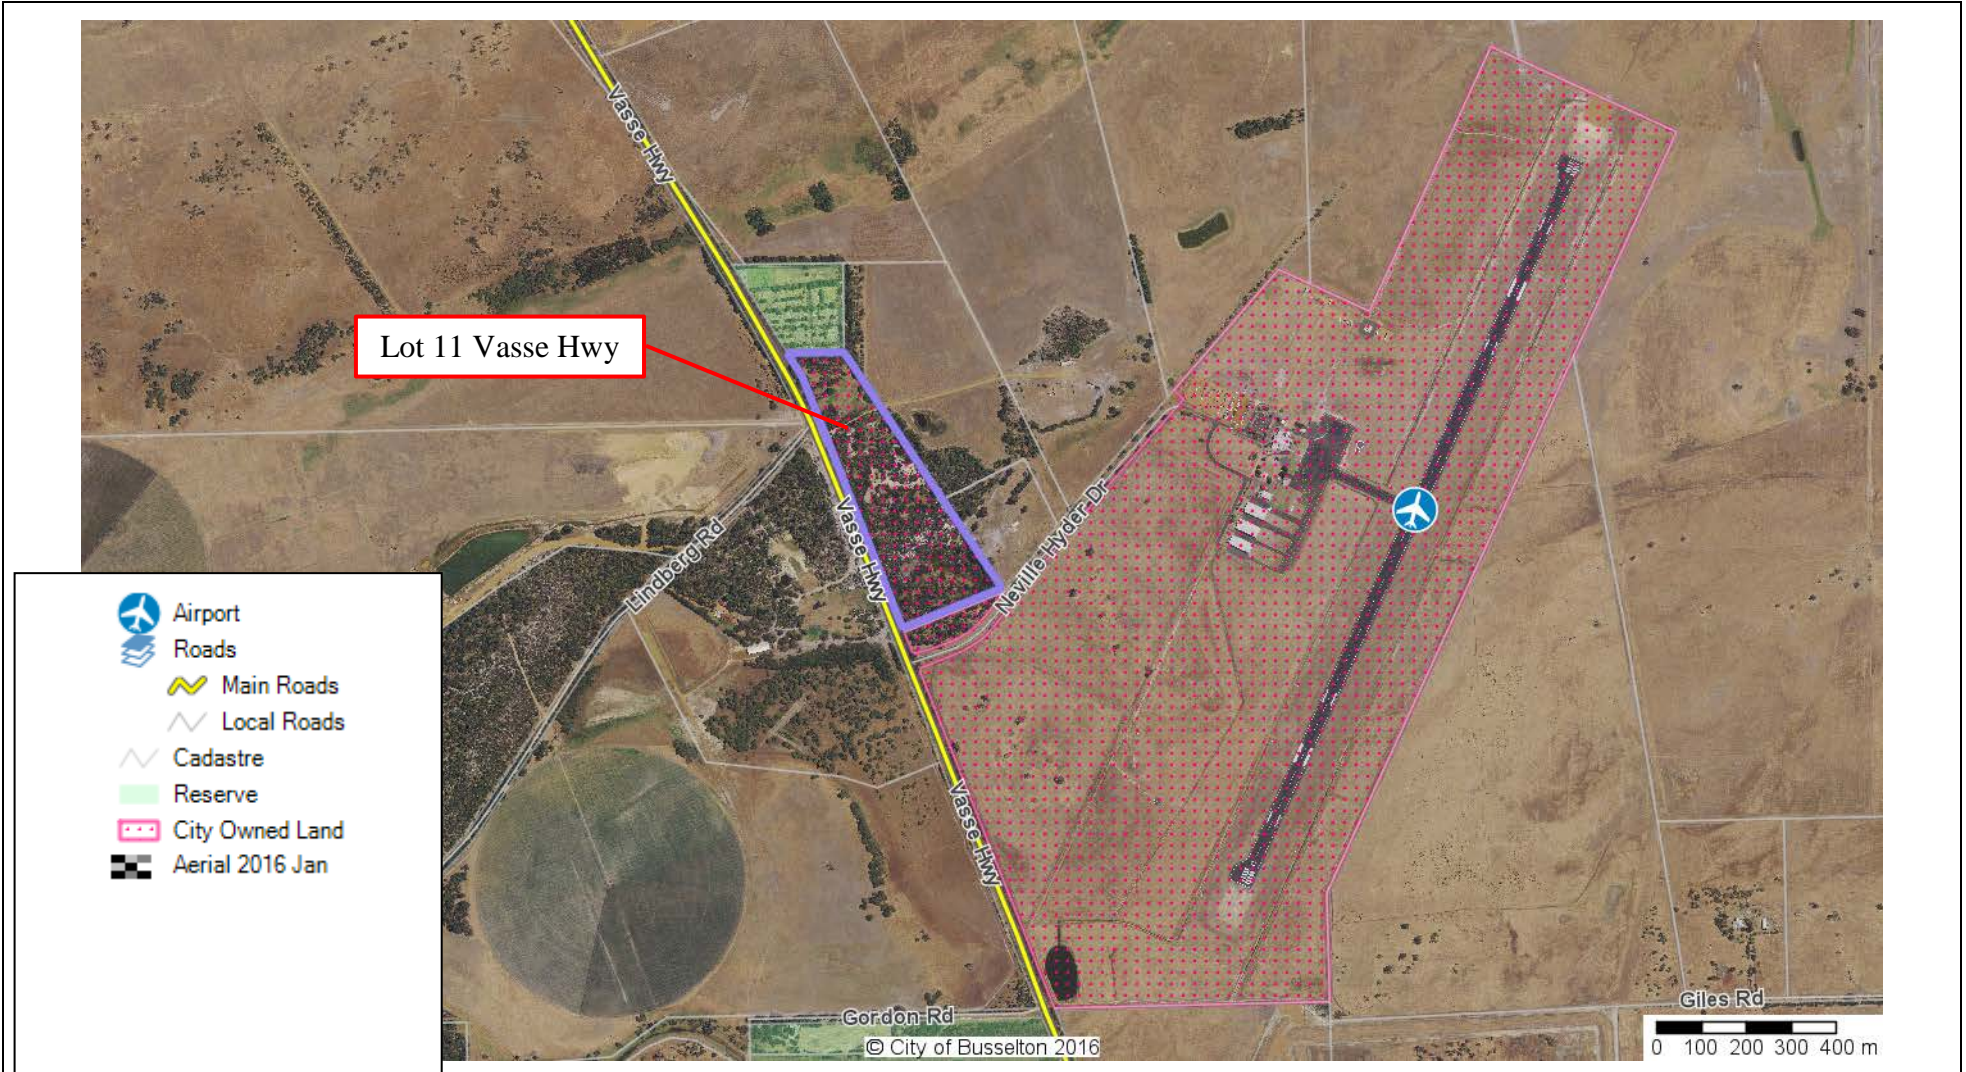 Vasse Hwy
Lot 11 Vasse Hwy
Vasse Hwy
Lindberg Rd
Neville Hyder Dr
Vasse Hwy
Gordon Rd
Giles Rd
© City of Busselton 2016
0 100 200 300 400 m
Airport
Roads
Main Roads
Local Roads
Cadastre
Reserve
City Owned Land
Aerial 2016 Jan